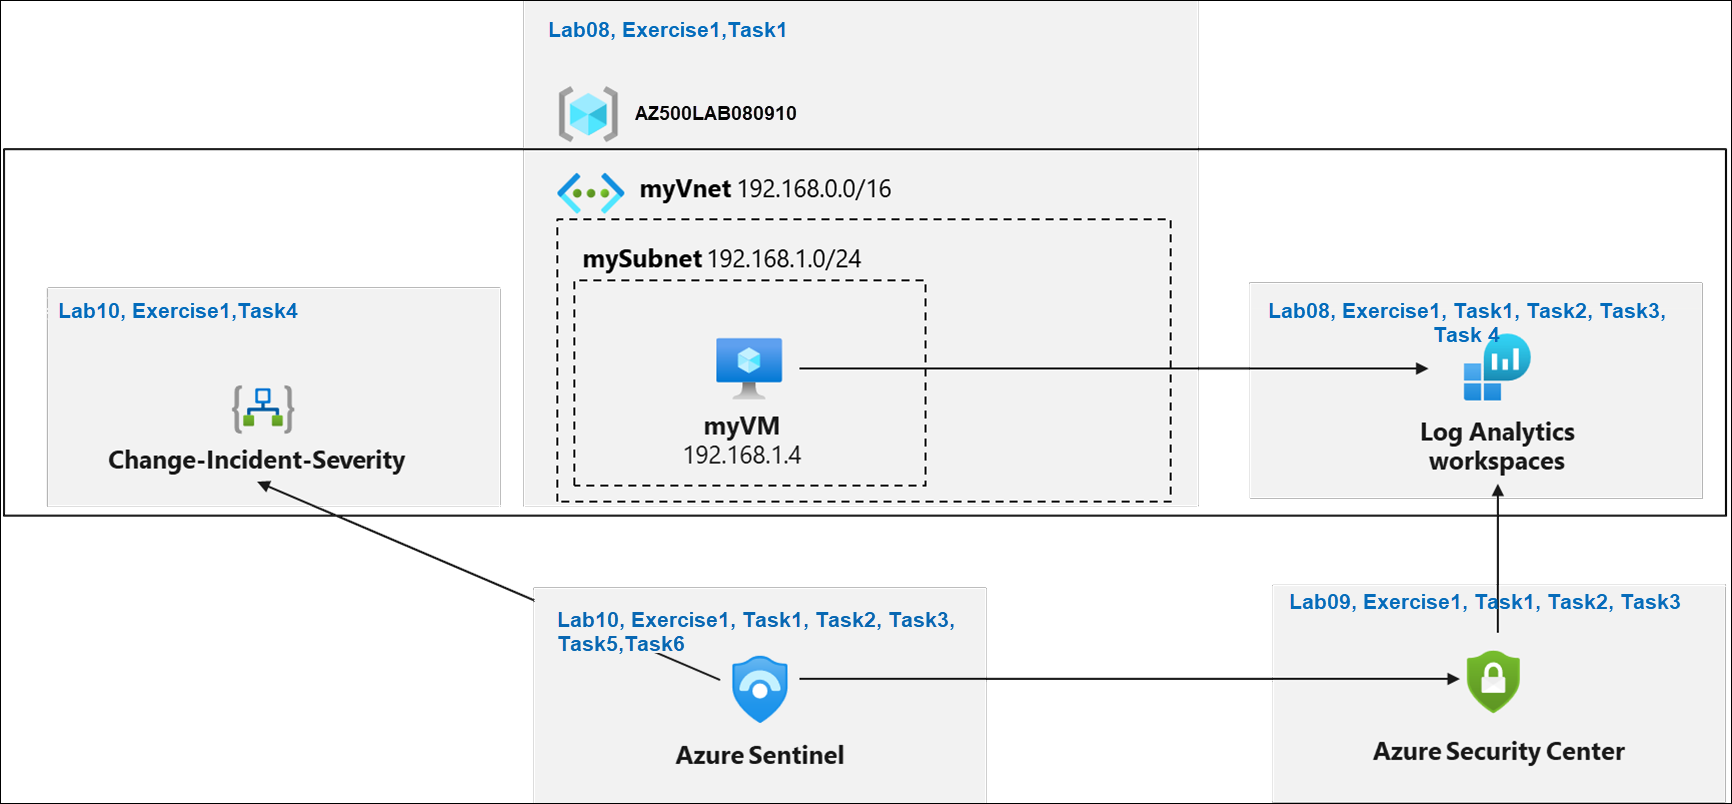 Lab08, Exercise1,Task1
AZ500LAB080910
myVnet 192.168.0.0/16
mySubnet 192.168.1.0/24
myVM
192.168.1.4
Lab10, Exercise1,Task4
Change-Incident-Severity
Lab08, Exercise1, Task1, Task2, Task3,
Task 4
Log Analytics
workspaces
Lab10, Exercise1, Task1, Task2, Task3,
Task5,Task6
Azure Sentinel
Lab09, Exercise1, Task1, Task2, Task3
Azure Security Center